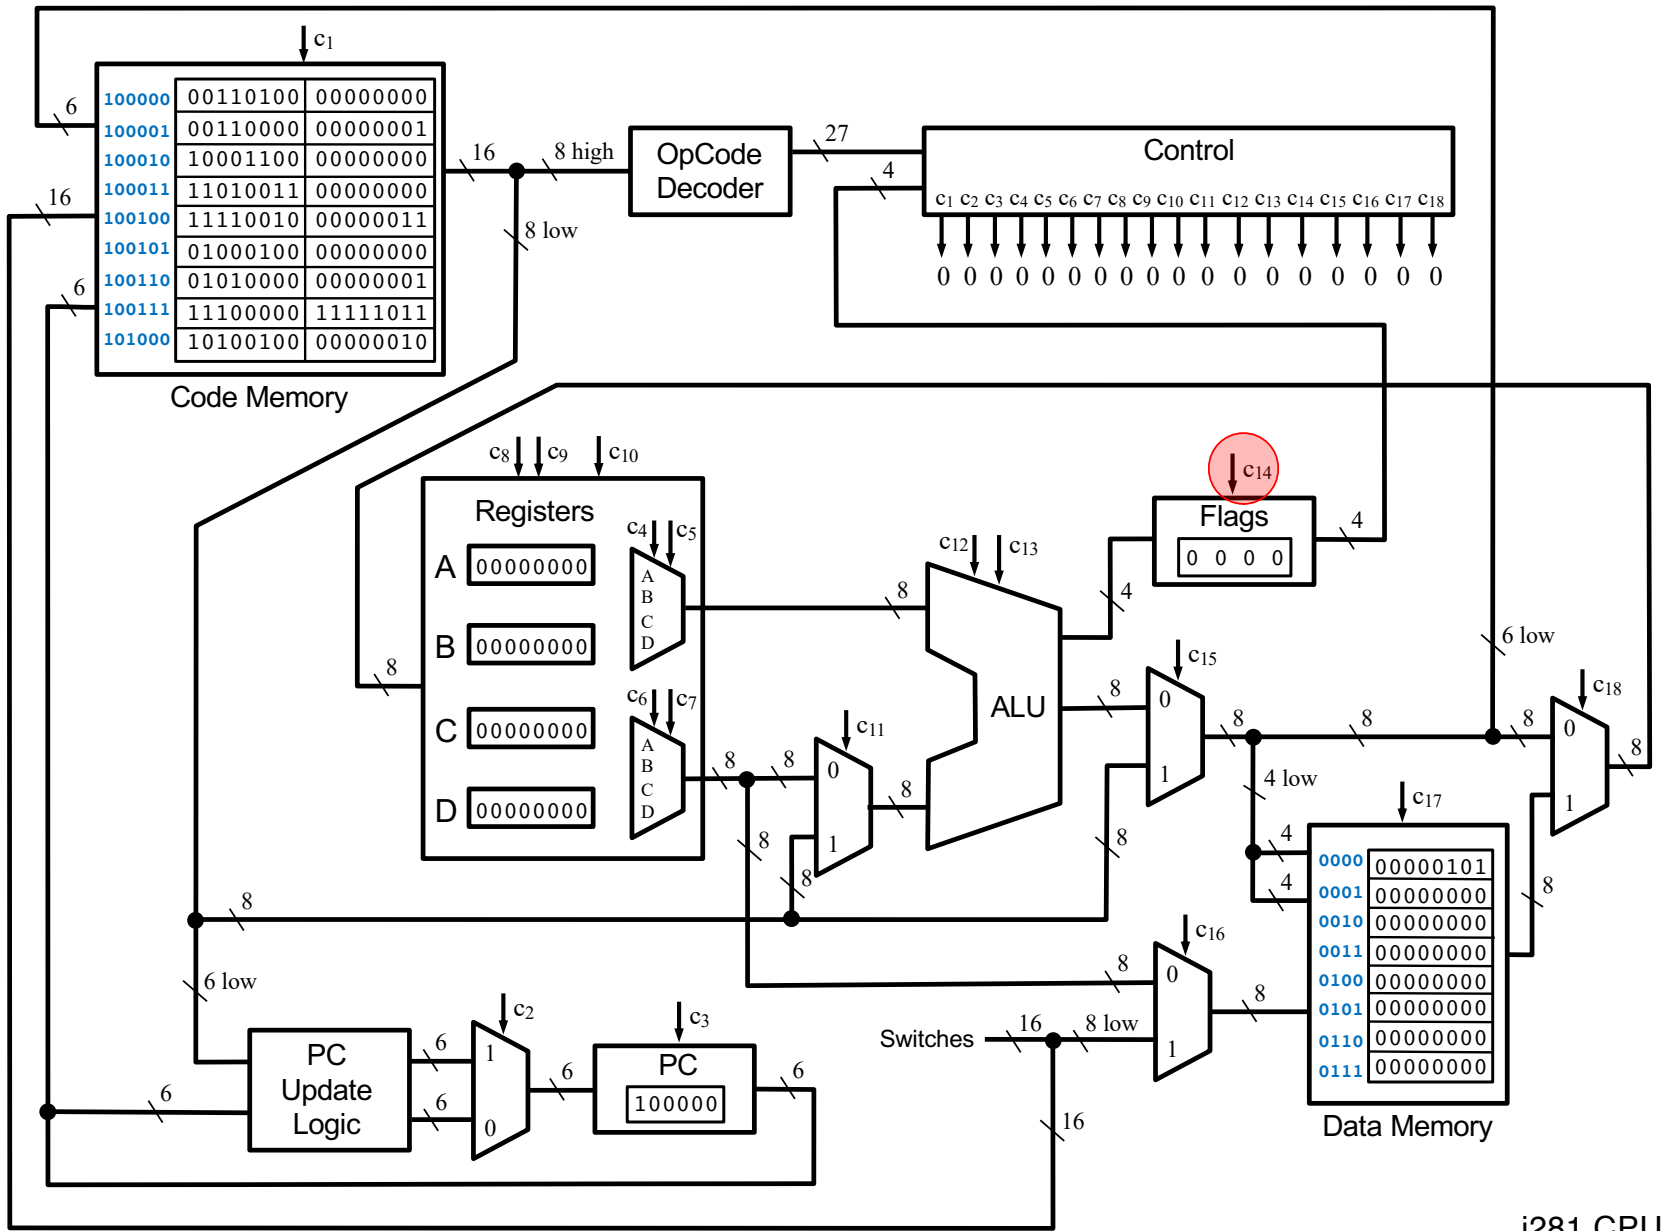 c1
6
16
6
100000 00110100 00000000
100001 00110000 00000001
100010 10001100 00000000
100011 11010011 00000000
100100 11110010 00000011
100101 01000100 00000000
100110 01010000 00000001
100111 11100000 11111011
101000 10100100 00000010
Code Memory
16
8 high
8 low
OpCode
Decoder
27
4
Control
c1 c2 c3 c4 c5 c6 c7 c8 c9 c10 c11 c12 c13 c14 c15 c16 c17 c18
0 0 0 0 0 0 0 0 0 0 0 0 0 0 0 0 0 0
c8 c9 c10
Registers
A 00000000
B 00000000
C 00000000
D 00000000
8
c4 c5
A
B
C
D
c6 c7
A
B
C
D
8
8
8
8
c11
0
1
8
8
c12 c13
ALU
4
8
c14
Flags
0 0 0 0
4
c15
0
1
8
8
8
6 low
8
4 low
4
4
c18
0
1
8
c17
0000 00000101
0001 00000000
0010 00000000
0011 00000000
0100 00000000
0101 00000000
0110 00000000
0111 00000000
Data Memory
8
8
c16
0
1
8
8
Switches
16
8 low
16
6 low
6
PC
Update
Logic
6
6
c2
1
0
6
c3
PC
100000
6
i281 CPU